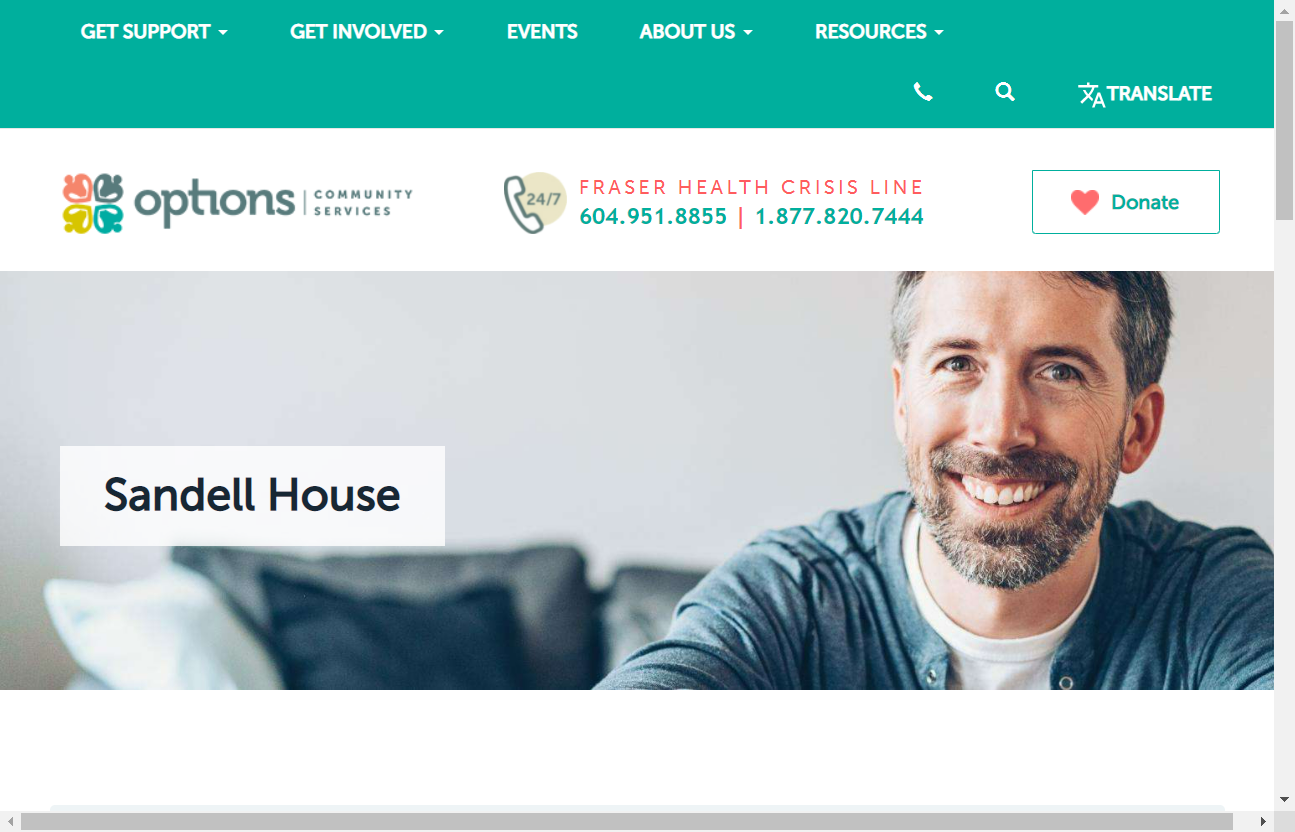 GET SUPPORT
GET INVOLVED
EVENTS
ABOUT US
RESOURCES
TRANSLATE
options
COMMUNITY
SERVICES
24/7
FRASER HEALTH CRISIS LINE
604.951.8855 | 1.877.820.7444
Donate
Sandell House